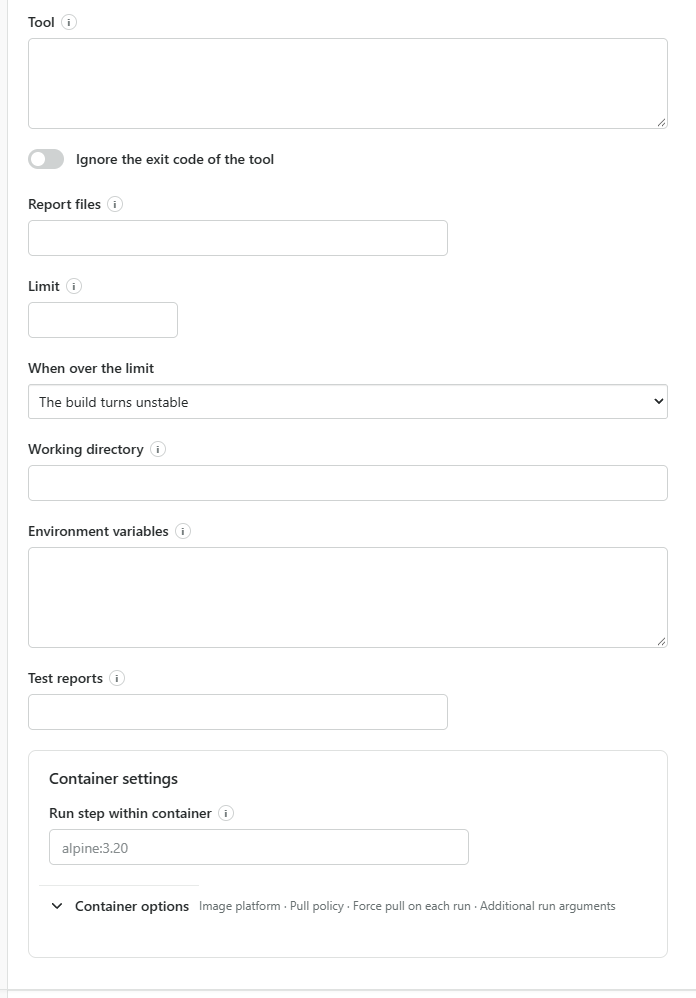 Tool
Ignore the exit code of the tool
Report files
Limit
When over the limit
The build turns unstable
Working directory
Environment variables
Test reports
Container settings
Run step within container
alpine:3.20
Container options Image platform · Pull policy · Force pull on each run · Additional run arguments